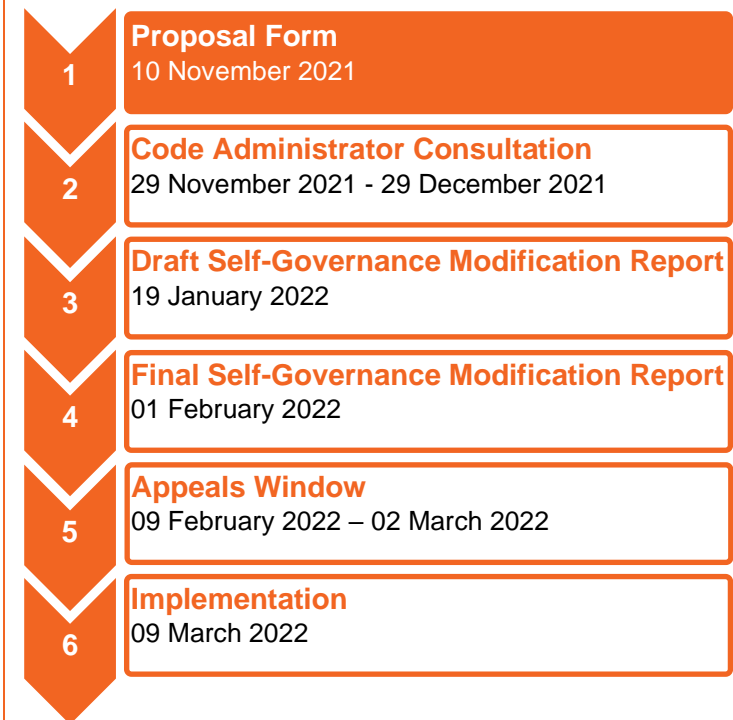 1
Proposal Form
10 November 2021
2
Code Administrator Consultation
29 November 2021 - 29 December 2021
3
Draft Self-Governance Modification Report
19 January 2022
4
Final Self-Governance Modification Report
01 February 2022
5
Appeals Window
09 February 2022 – 02 March 2022
6
Implementation
09 March 2022